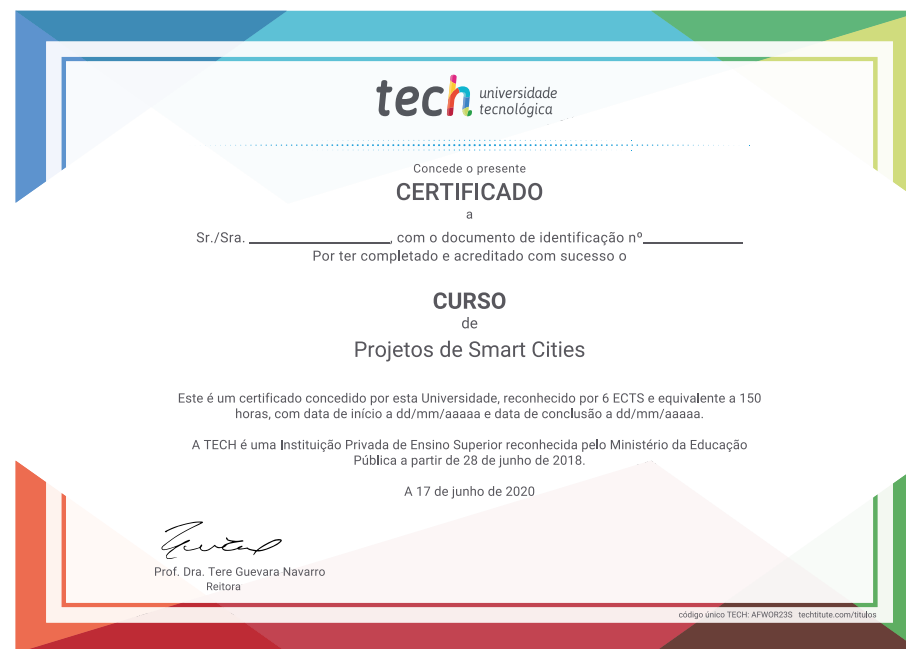 tech universidade
tecnológica
Concede o presente
CERTIFICADO
a
Sr./Sra. ____________________, com o documento de identificação nº______________
Por ter completado e acreditado com sucesso o
CURSO
de
Projetos de Smart Cities
Este é um certificado concedido por esta Universidade, reconhecido por 6 ECTS e equivalente a 150
horas, com data de início a dd/mm/aaaaa e data de conclusão a dd/mm/aaaaa.
A TECH é uma Instituição Privada de Ensino Superior reconhecida pelo Ministério da Educação
Pública a partir de 28 de junho de 2018.
A 17 de junho de 2020
Prof. Dra. Tere Guevara Navarro
Reitora
código único TECH: AFWOR23S techtitute.com/titulos